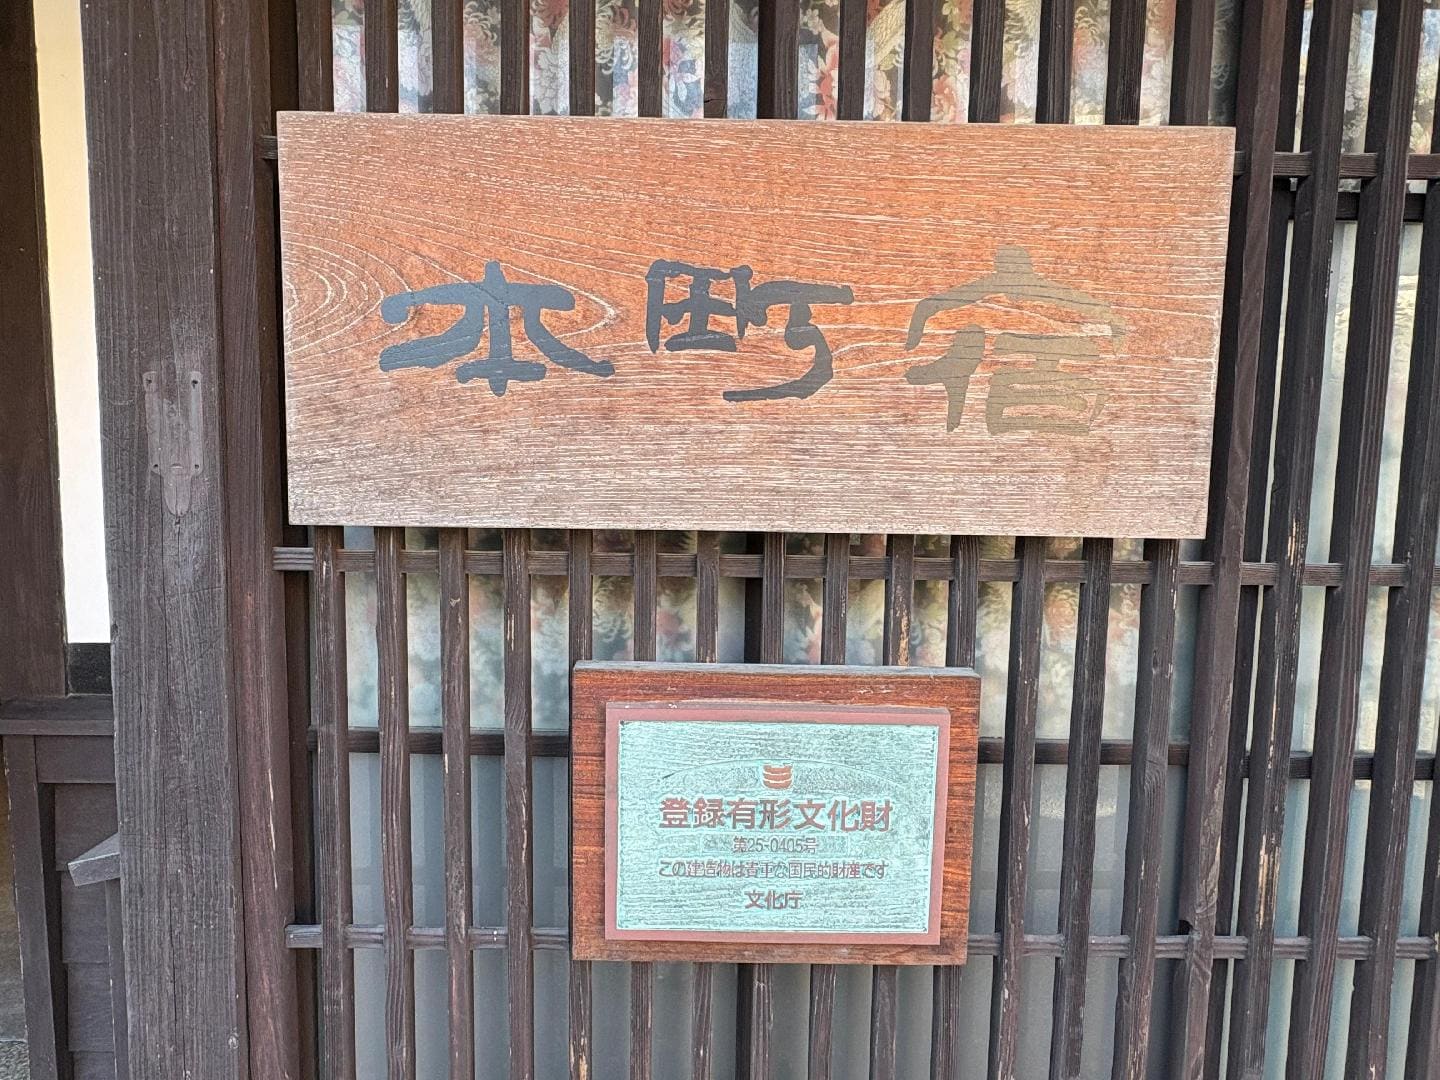 本町宿
登録有形文化財
第25-0405号
この建造物は貴重な国民的財産です
文化庁